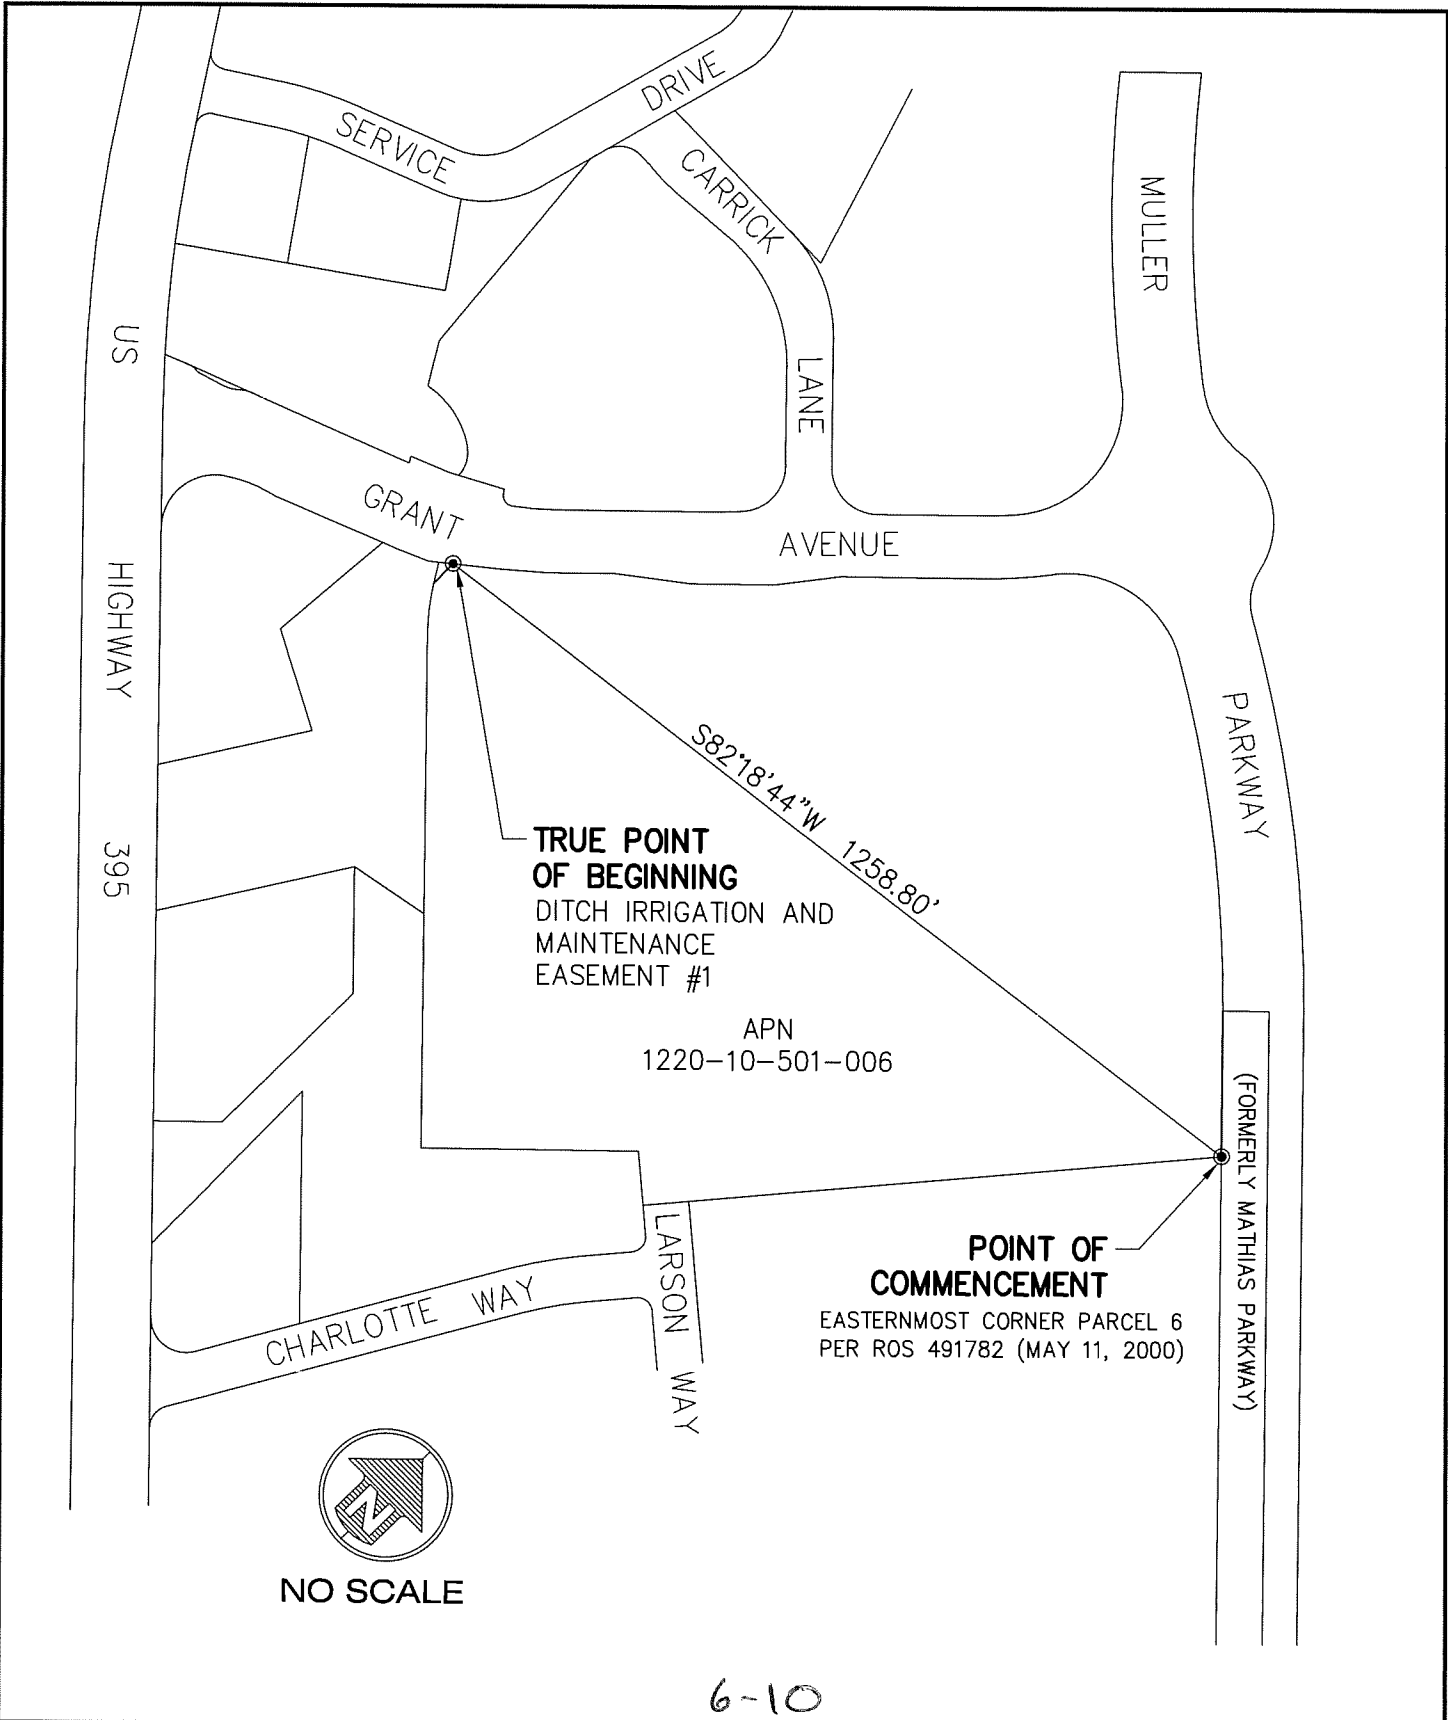 SERVICE
DRIVE
CARRICK
LANE
MULLER
PARKWAY
US
HIGHWAY
395
GRANT
AVENUE
S82°18'44"W 1258.80'
TRUE POINT
OF BEGINNING
DITCH IRRIGATION AND
MAINTENANCE
EASEMENT #1
APN
1220-10-501-006
(FORMERLY MATHIAS PARKWAY)
POINT OF
COMMENCEMENT
EASTERNMOST CORNER PARCEL 6
PER ROS 491782 (MAY 11, 2000)
CHARLOTTE WAY
LARSON WAY
N
NO SCALE
6-10